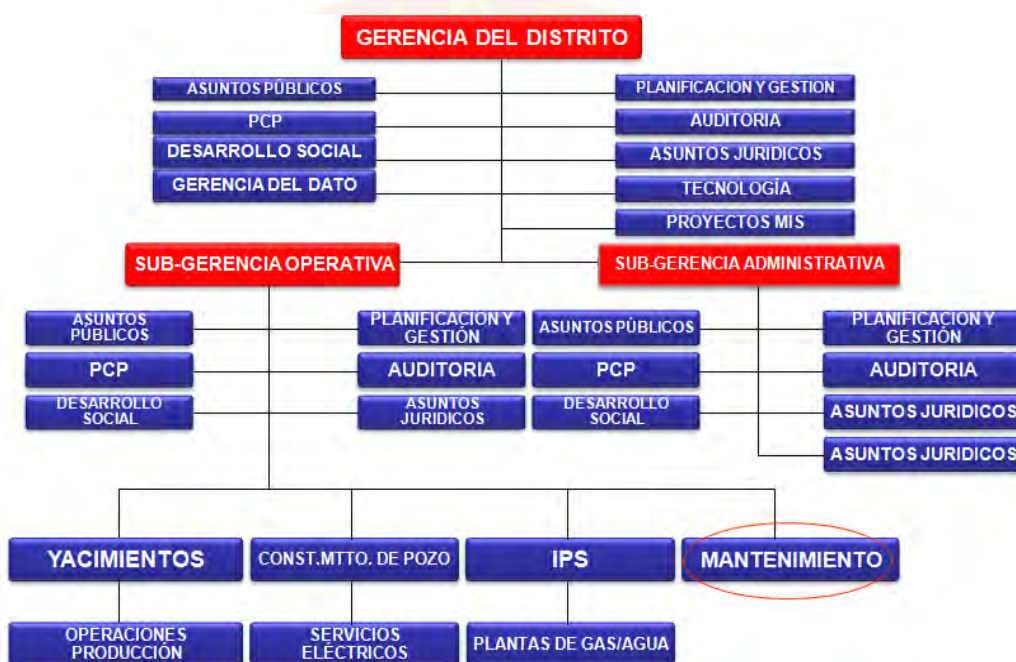 GERENCIA DEL DISTRITO
ASUNTOS PÚBLICOS
PLANIFICACION Y GESTION
PCP
AUDITORIA
DESARROLLO SOCIAL
ASUNTOS JURIDICOS
GERENCIA DEL DATO
TECNOLOGÍA
PROYECTOS MIS
SUB-GERENCIA OPERATIVA
SUB-GERENCIA ADMINISTRATIVA
ASUNTOS
PÚBLICOS
PLANIFICACION Y
GESTIÓN
ASUNTOS PÚBLICOS
PLANIFICACION Y
GESTIÓN
PCP
AUDITORIA
PCP
AUDITORIA
DESARROLLO
SOCIAL
ASUNTOS
JURIDICOS
DESARROLLO
SOCIAL
ASUNTOS JURIDICOS
ASUNTOS JURIDICOS
YACIMIENTOS
CONST.MTTO. DE POZO
IPS
MANTENIMIENTO
OPERACIONES
PRODUCCIÓN
SERVICIOS
ELÉCTRICOS
PLANTAS DE GAS/AGUA